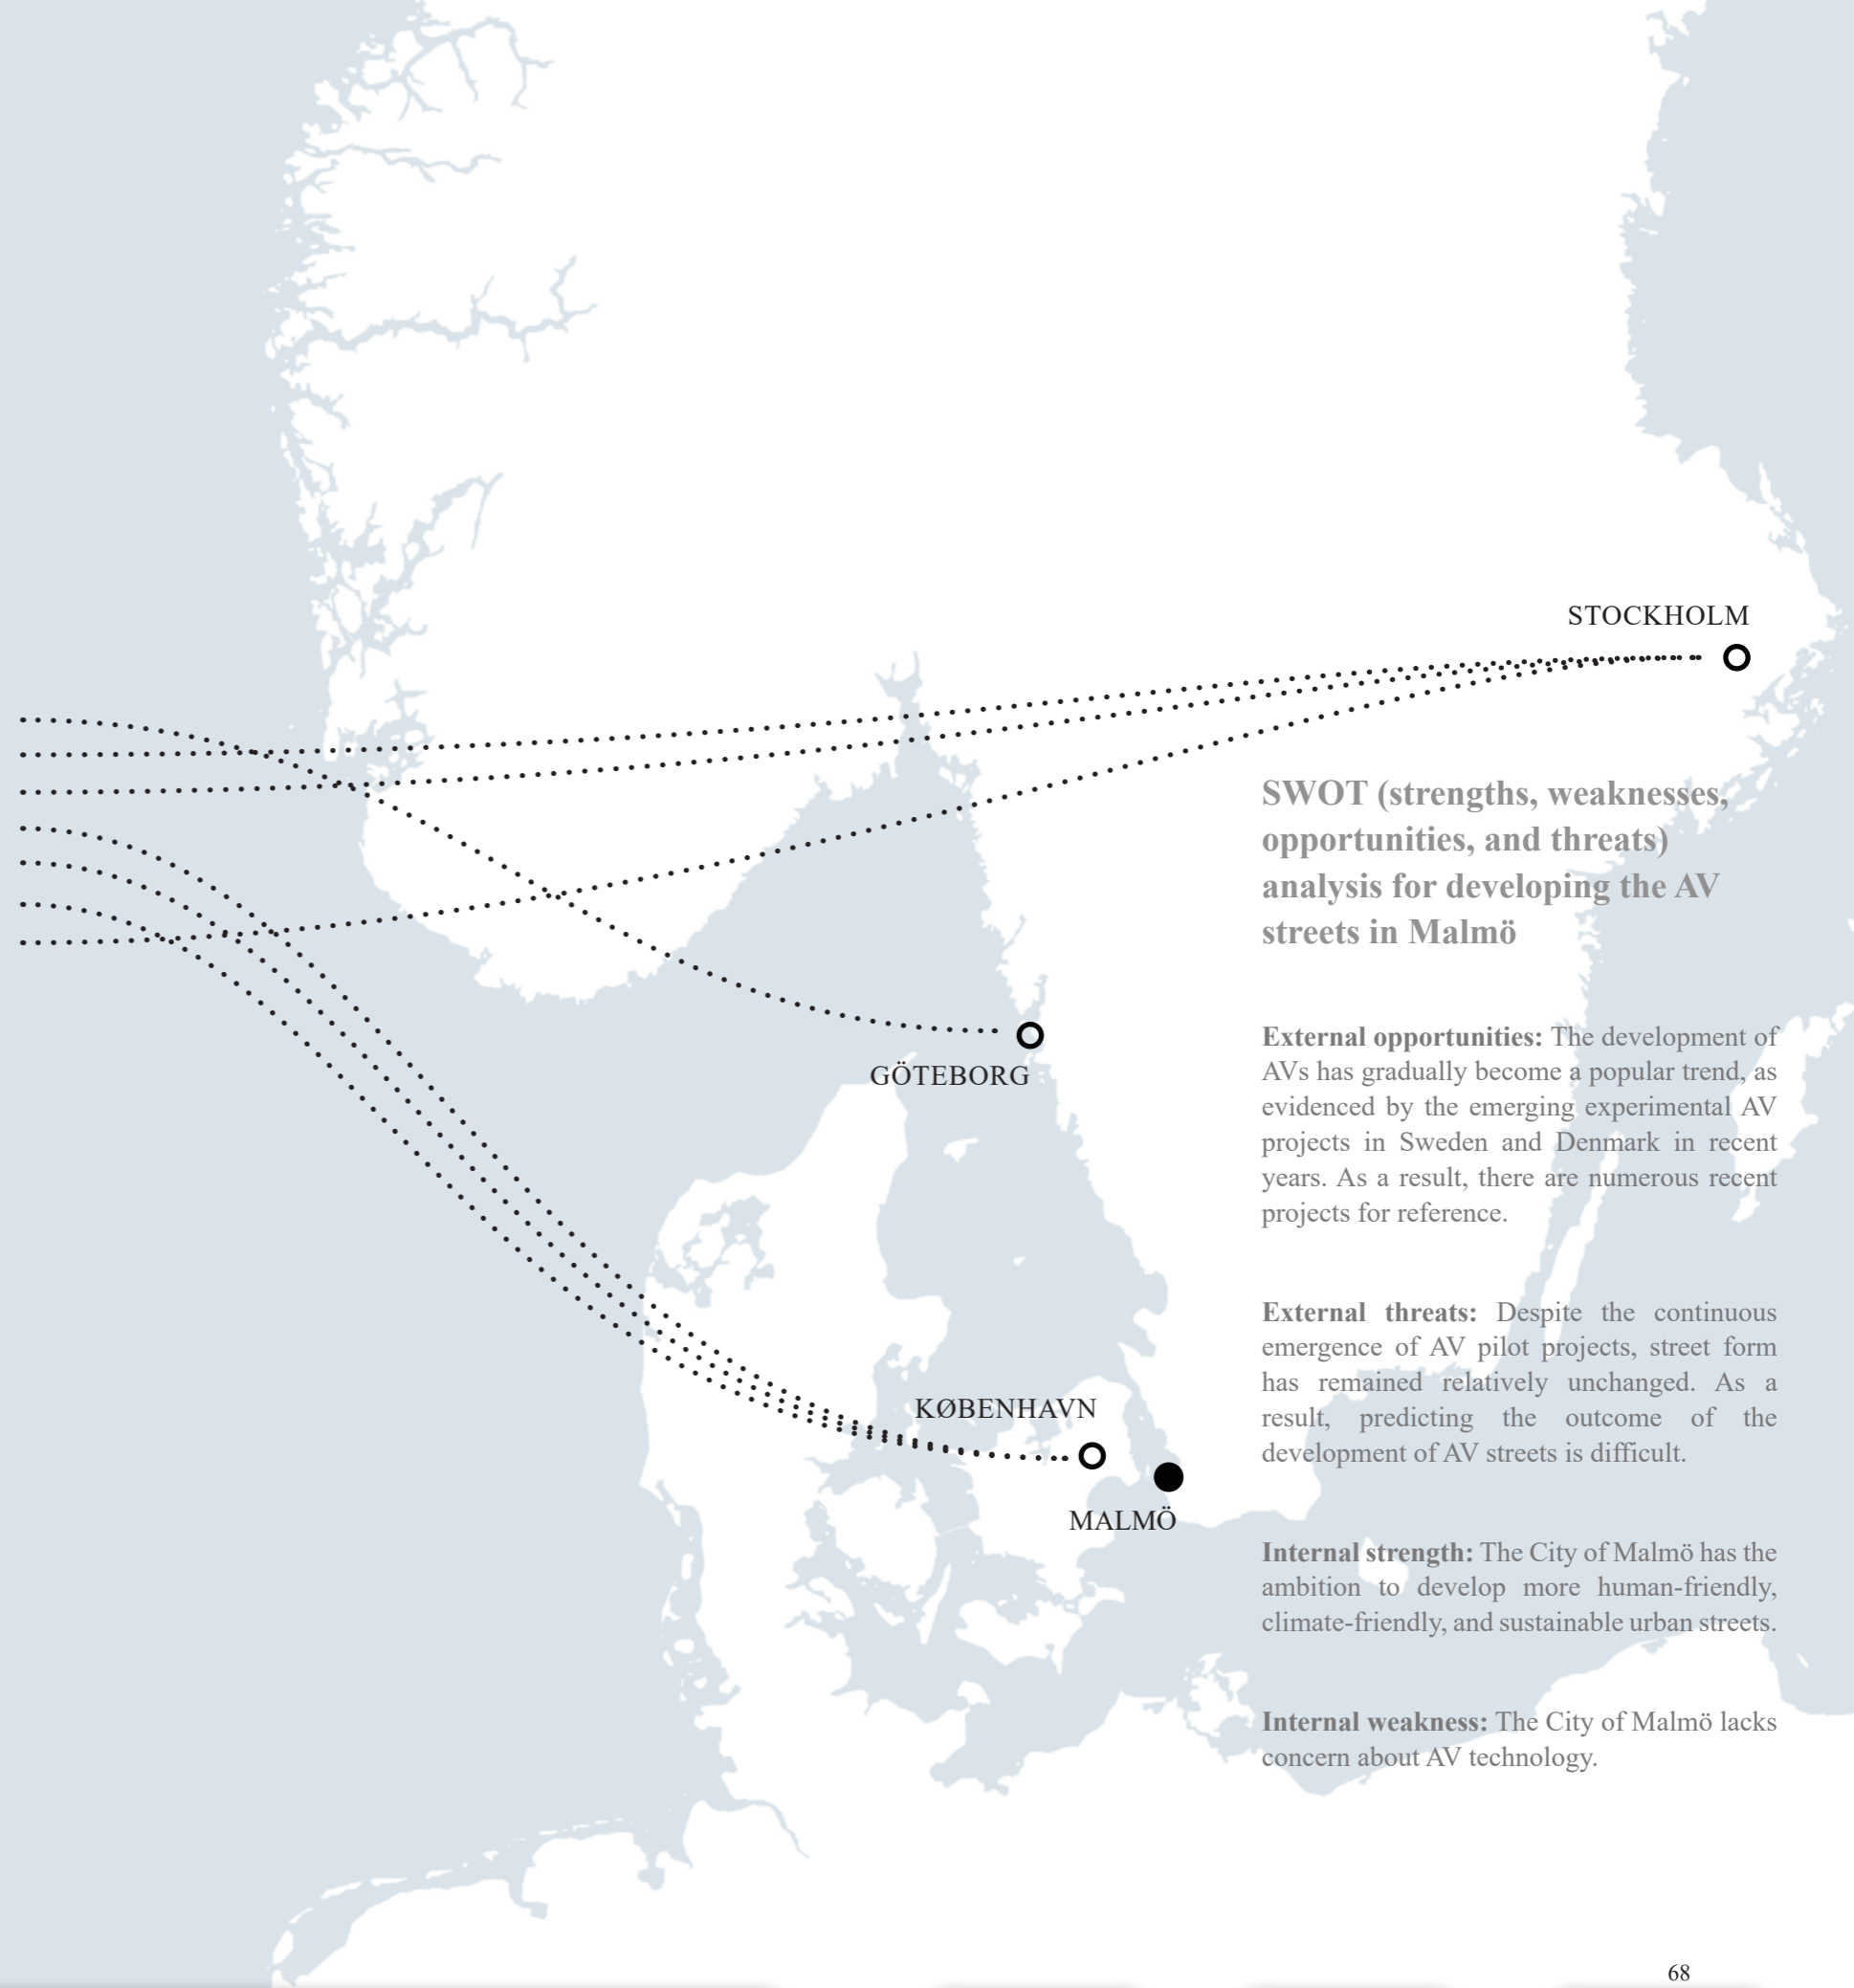 STOCKHOLM
SWOT (strengths, weaknesses,
opportunities, and threats)
analysis for developing the AV
streets in Malmö
External opportunities: The development of
AVs has gradually become a popular trend, as
evidenced by the emerging experimental AV
projects in Sweden and Denmark in recent
years. As a result, there are numerous recent
projects for reference.
GÖTEBORG
External threats: Despite the continuous
emergence of AV pilot projects, street form
has remained relatively unchanged. As a
result, predicting the outcome of the
development of AV streets is difficult.
KØBENHAVN
MALMÖ
Internal strength: The City of Malmö has the
ambition to develop more human-friendly,
climate-friendly, and sustainable urban streets.
Internal weakness: The City of Malmö lacks
concern about AV technology.
68